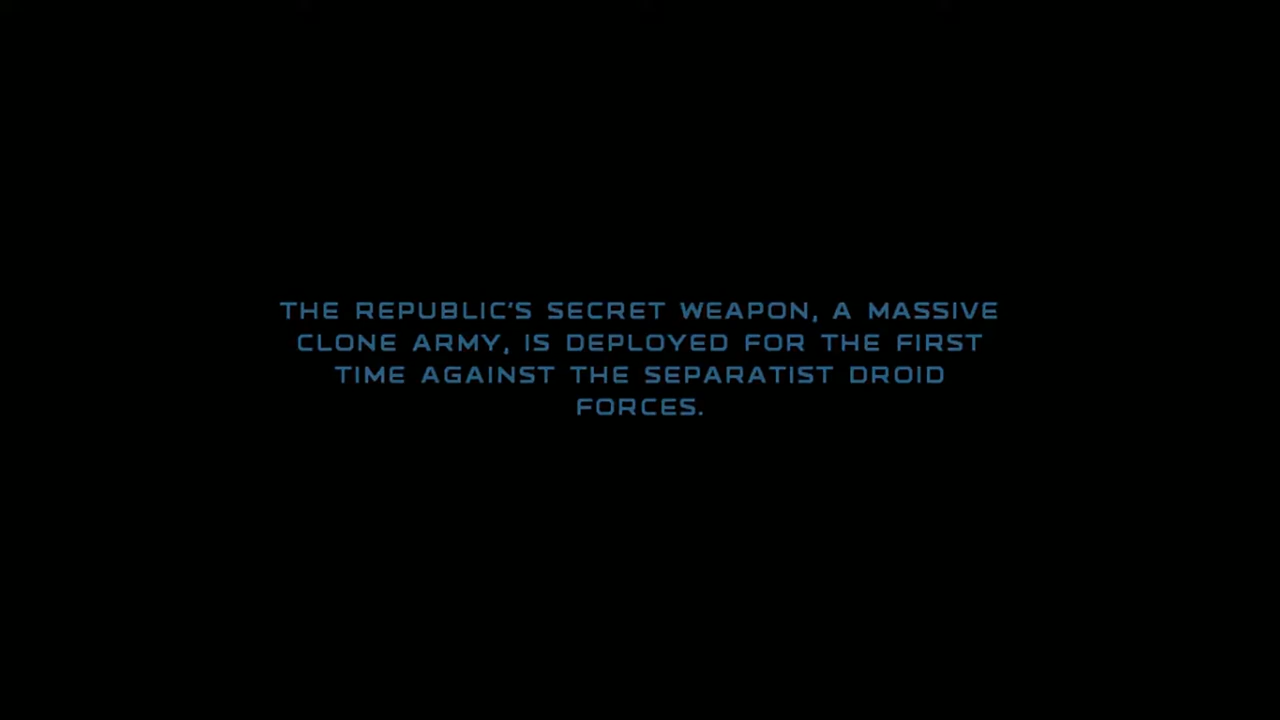 THE REPUBLIC'S SECRET WEAPON, A MASSIVE
CLONE ARMY, IS DEPLOYED FOR THE FIRST
TIME AGAINST THE SEPARATIST DROID
FORCES.